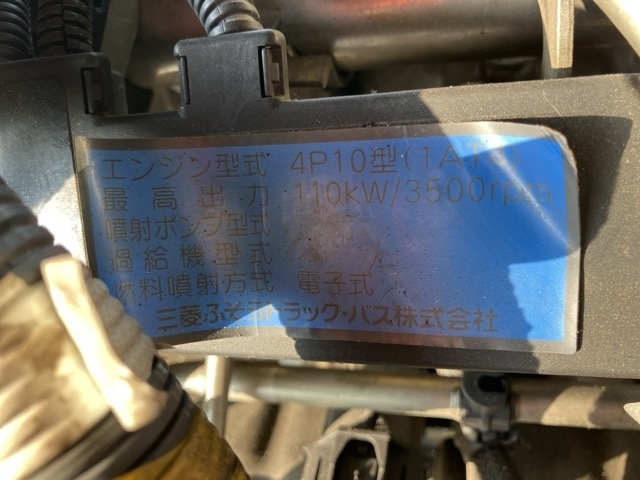 エンジン型式 4P10型(1AT
最高出力 110kW/3500rpm
噴射ポンプ型式
過給機型式
燃料噴射方式 電子式
三菱ふそうトラック・バス株式会社